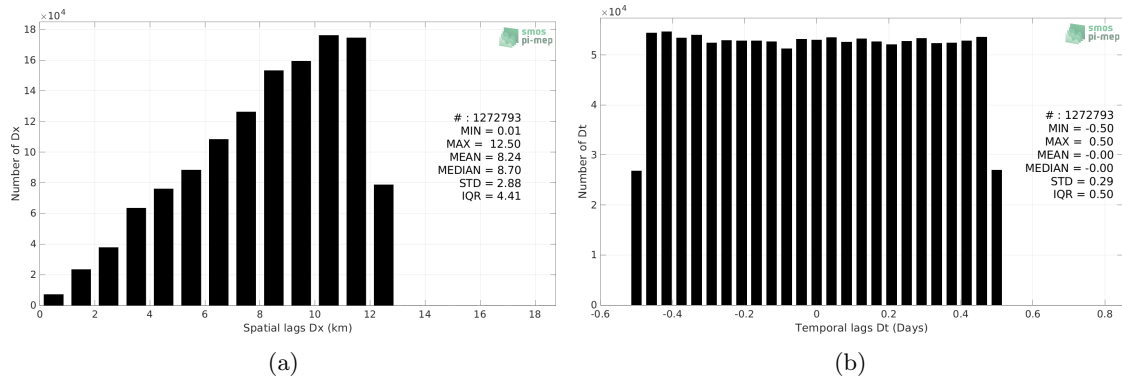 ×10⁴
18
16
14
12
10
8
6
4
2
0
Number of Dx
smos
pi-mep
# : 1272793
MIN = 0.01
MAX = 12.50
MEAN = 8.24
MEDIAN = 8.70
STD = 2.88
IQR = 4.41
0 2 4 6 8 10 12 14 16 18
Spatial lags Dx (km)
(a)
×10⁴
5
4
3
2
1
0
Number of Dt
smos
pi-mep
# : 1272793
MIN = -0.50
MAX = 0.50
MEAN = -0.00
MEDIAN = -0.00
STD = 0.29
IQR = 0.50
-0.6 -0.4 -0.2 0 0.2 0.4 0.6 0.8
Temporal lags Dt (Days)
(b)